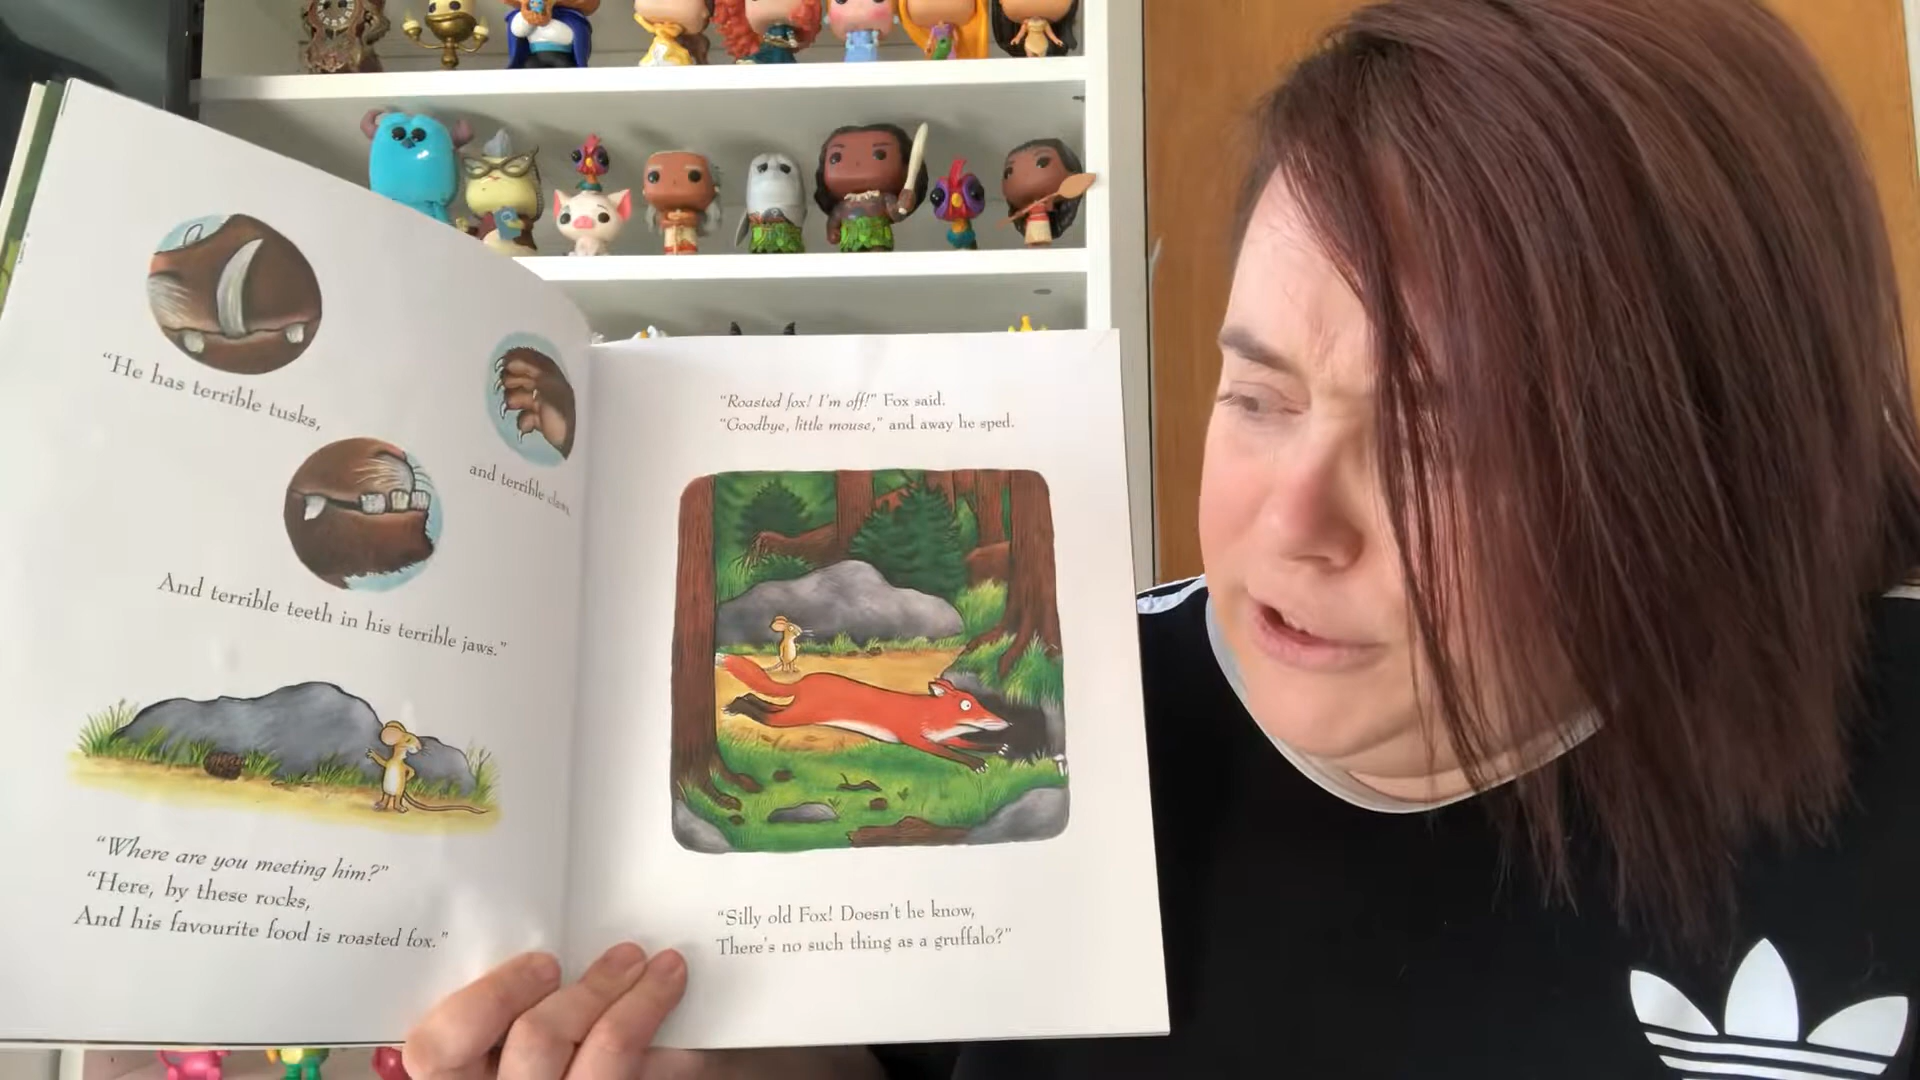 "He has terrible tusks,
and terrible claws,
And terrible teeth in his terrible jaws."
"Where are you meeting him?"
"Here, by these rocks,
And his favourite food is roasted fox."
"Roasted fox! I'm off!" Fox said.
"Goodbye, little mouse," and away he sped.
"Silly old Fox! Doesn't he know,
There's no such thing as a gruffalo?"